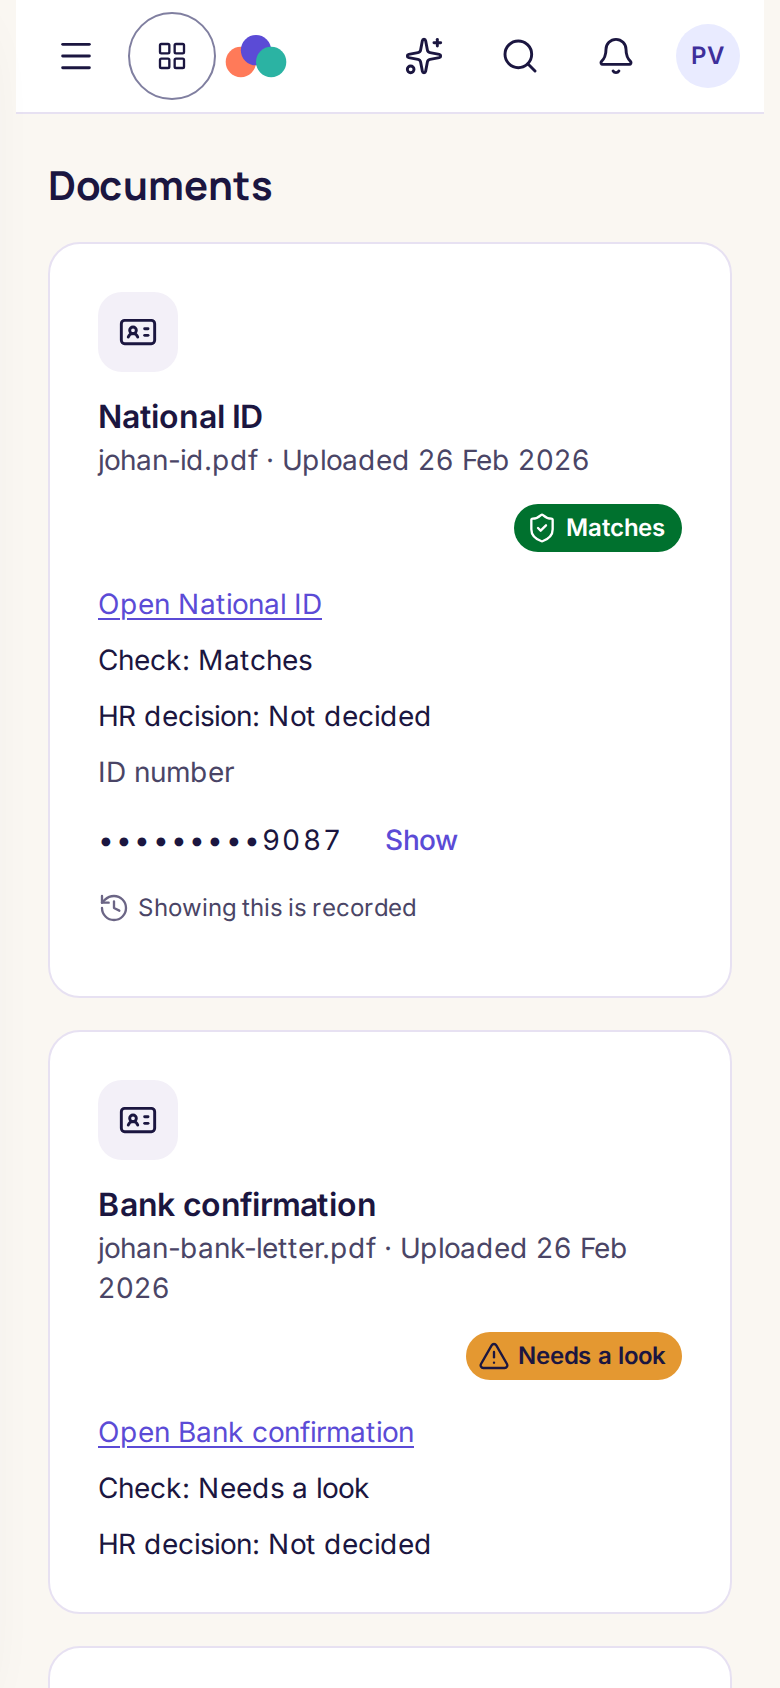 PV
Documents
National ID
johan-id.pdf · Uploaded 26 Feb 2026
Matches
Open National ID
Check: Matches
HR decision: Not decided
ID number
•••••••••9087 Show
Showing this is recorded
Bank confirmation
johan-bank-letter.pdf · Uploaded 26 Feb
2026
Needs a look
Open Bank confirmation
Check: Needs a look
HR decision: Not decided